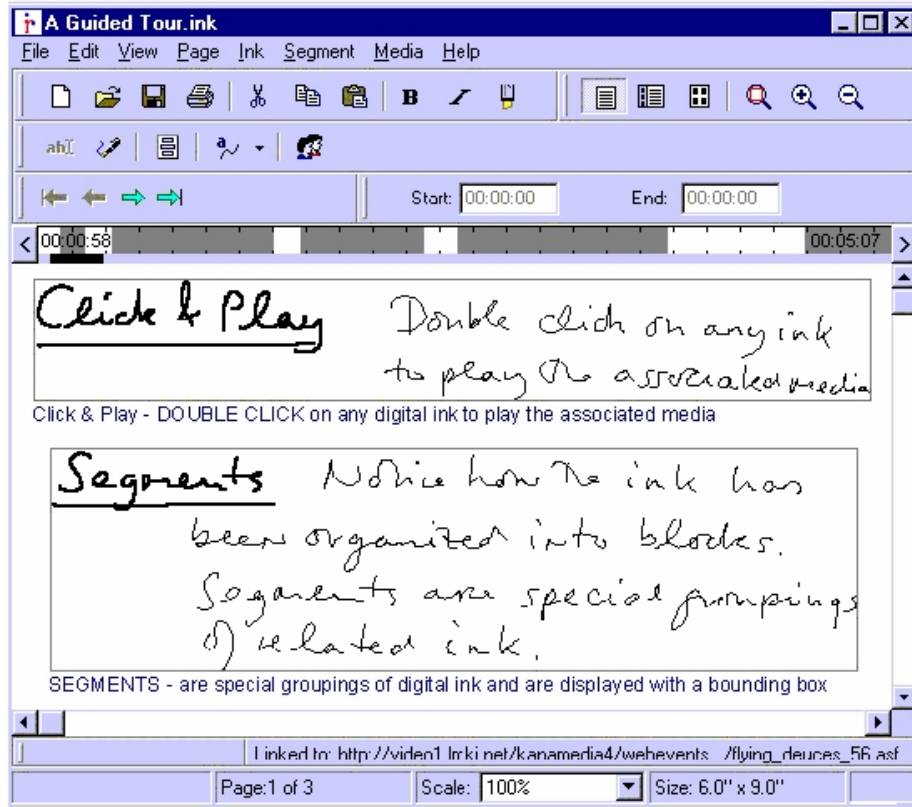 A Guided Tour.ink
File Edit View Page Ink Segment Media Help
B I
abI
Start: 00:00:00 End: 00:00:00
00:00:58 00:05:07
Click & Play Double click on any ink
to play the associated media
Click & Play - DOUBLE CLICK on any digital ink to play the associated media
Segments Notice how the ink has
been organized into blocks.
Segments are special groupings
of related ink.
SEGMENTS - are special groupings of digital ink and are displayed with a bounding box
Linked to: /kanamedia4/webevents /flying_deuces_56.asf
Page:1 of 3 Scale: 100% Size: 6.0" x 9.0"